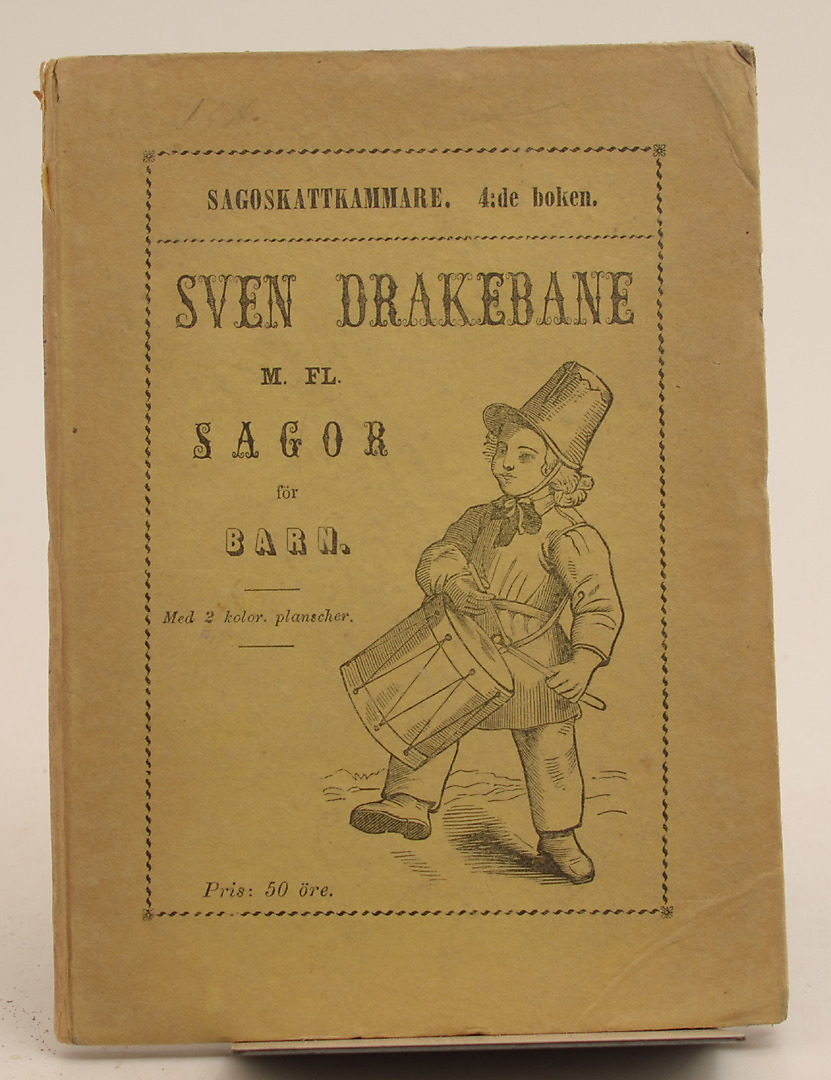 SAGOSKATTKAMMARE. 4:de boken.
SVEN DRAKEBANE
M. FL.
SAGOR
för
BARN.
Med 2 kolor. planscher.
Pris: 50 öre.